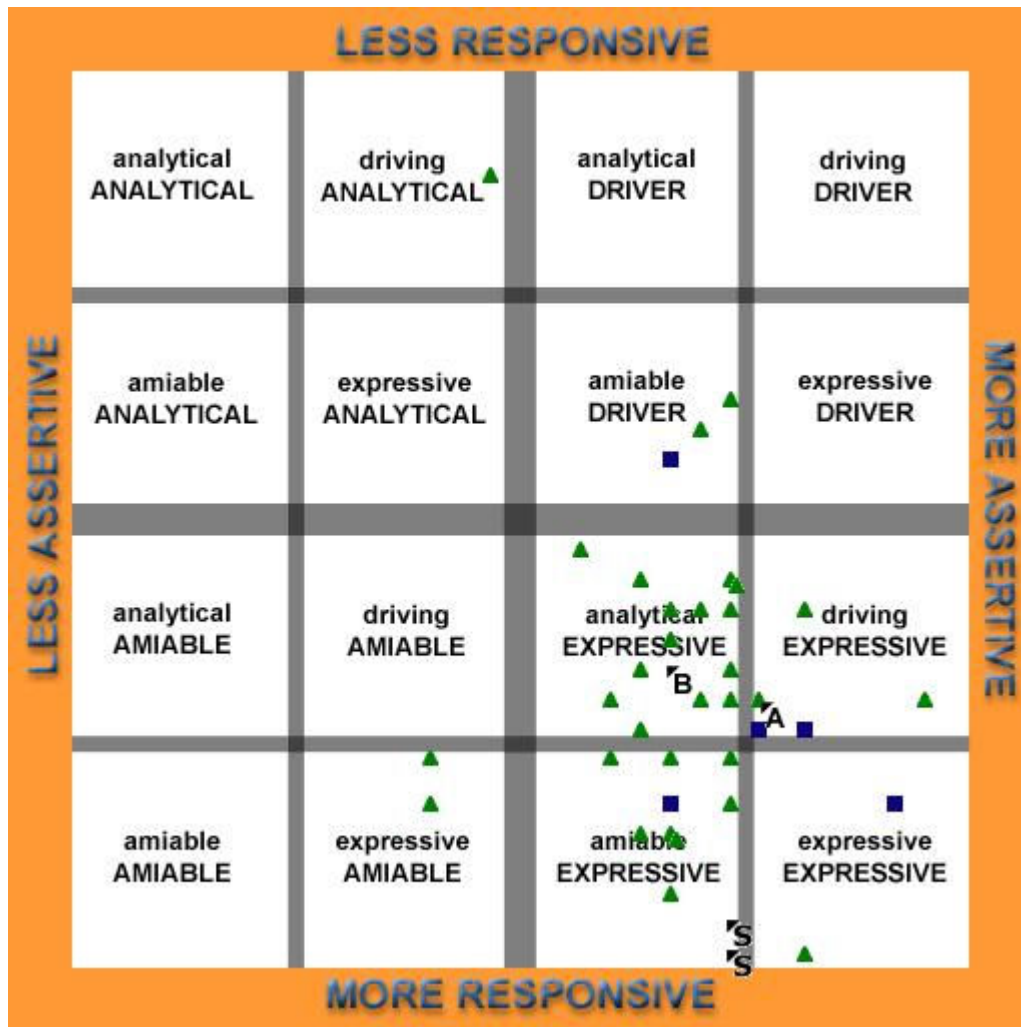 LESS RESPONSIVE
analytical
ANALYTICAL
driving
ANALYTICAL
analytical
DRIVER
driving
DRIVER
LESS ASSERTIVE
amiable
ANALYTICAL
expressive
ANALYTICAL
amiable
DRIVER
expressive
DRIVER
MORE ASSERTIVE
analytical
AMIABLE
driving
AMIABLE
analytical
EXPRESSIVE
driving
EXPRESSIVE
B
A
amiable
AMIABLE
expressive
AMIABLE
amiable
EXPRESSIVE
expressive
EXPRESSIVE
S
S
MORE RESPONSIVE